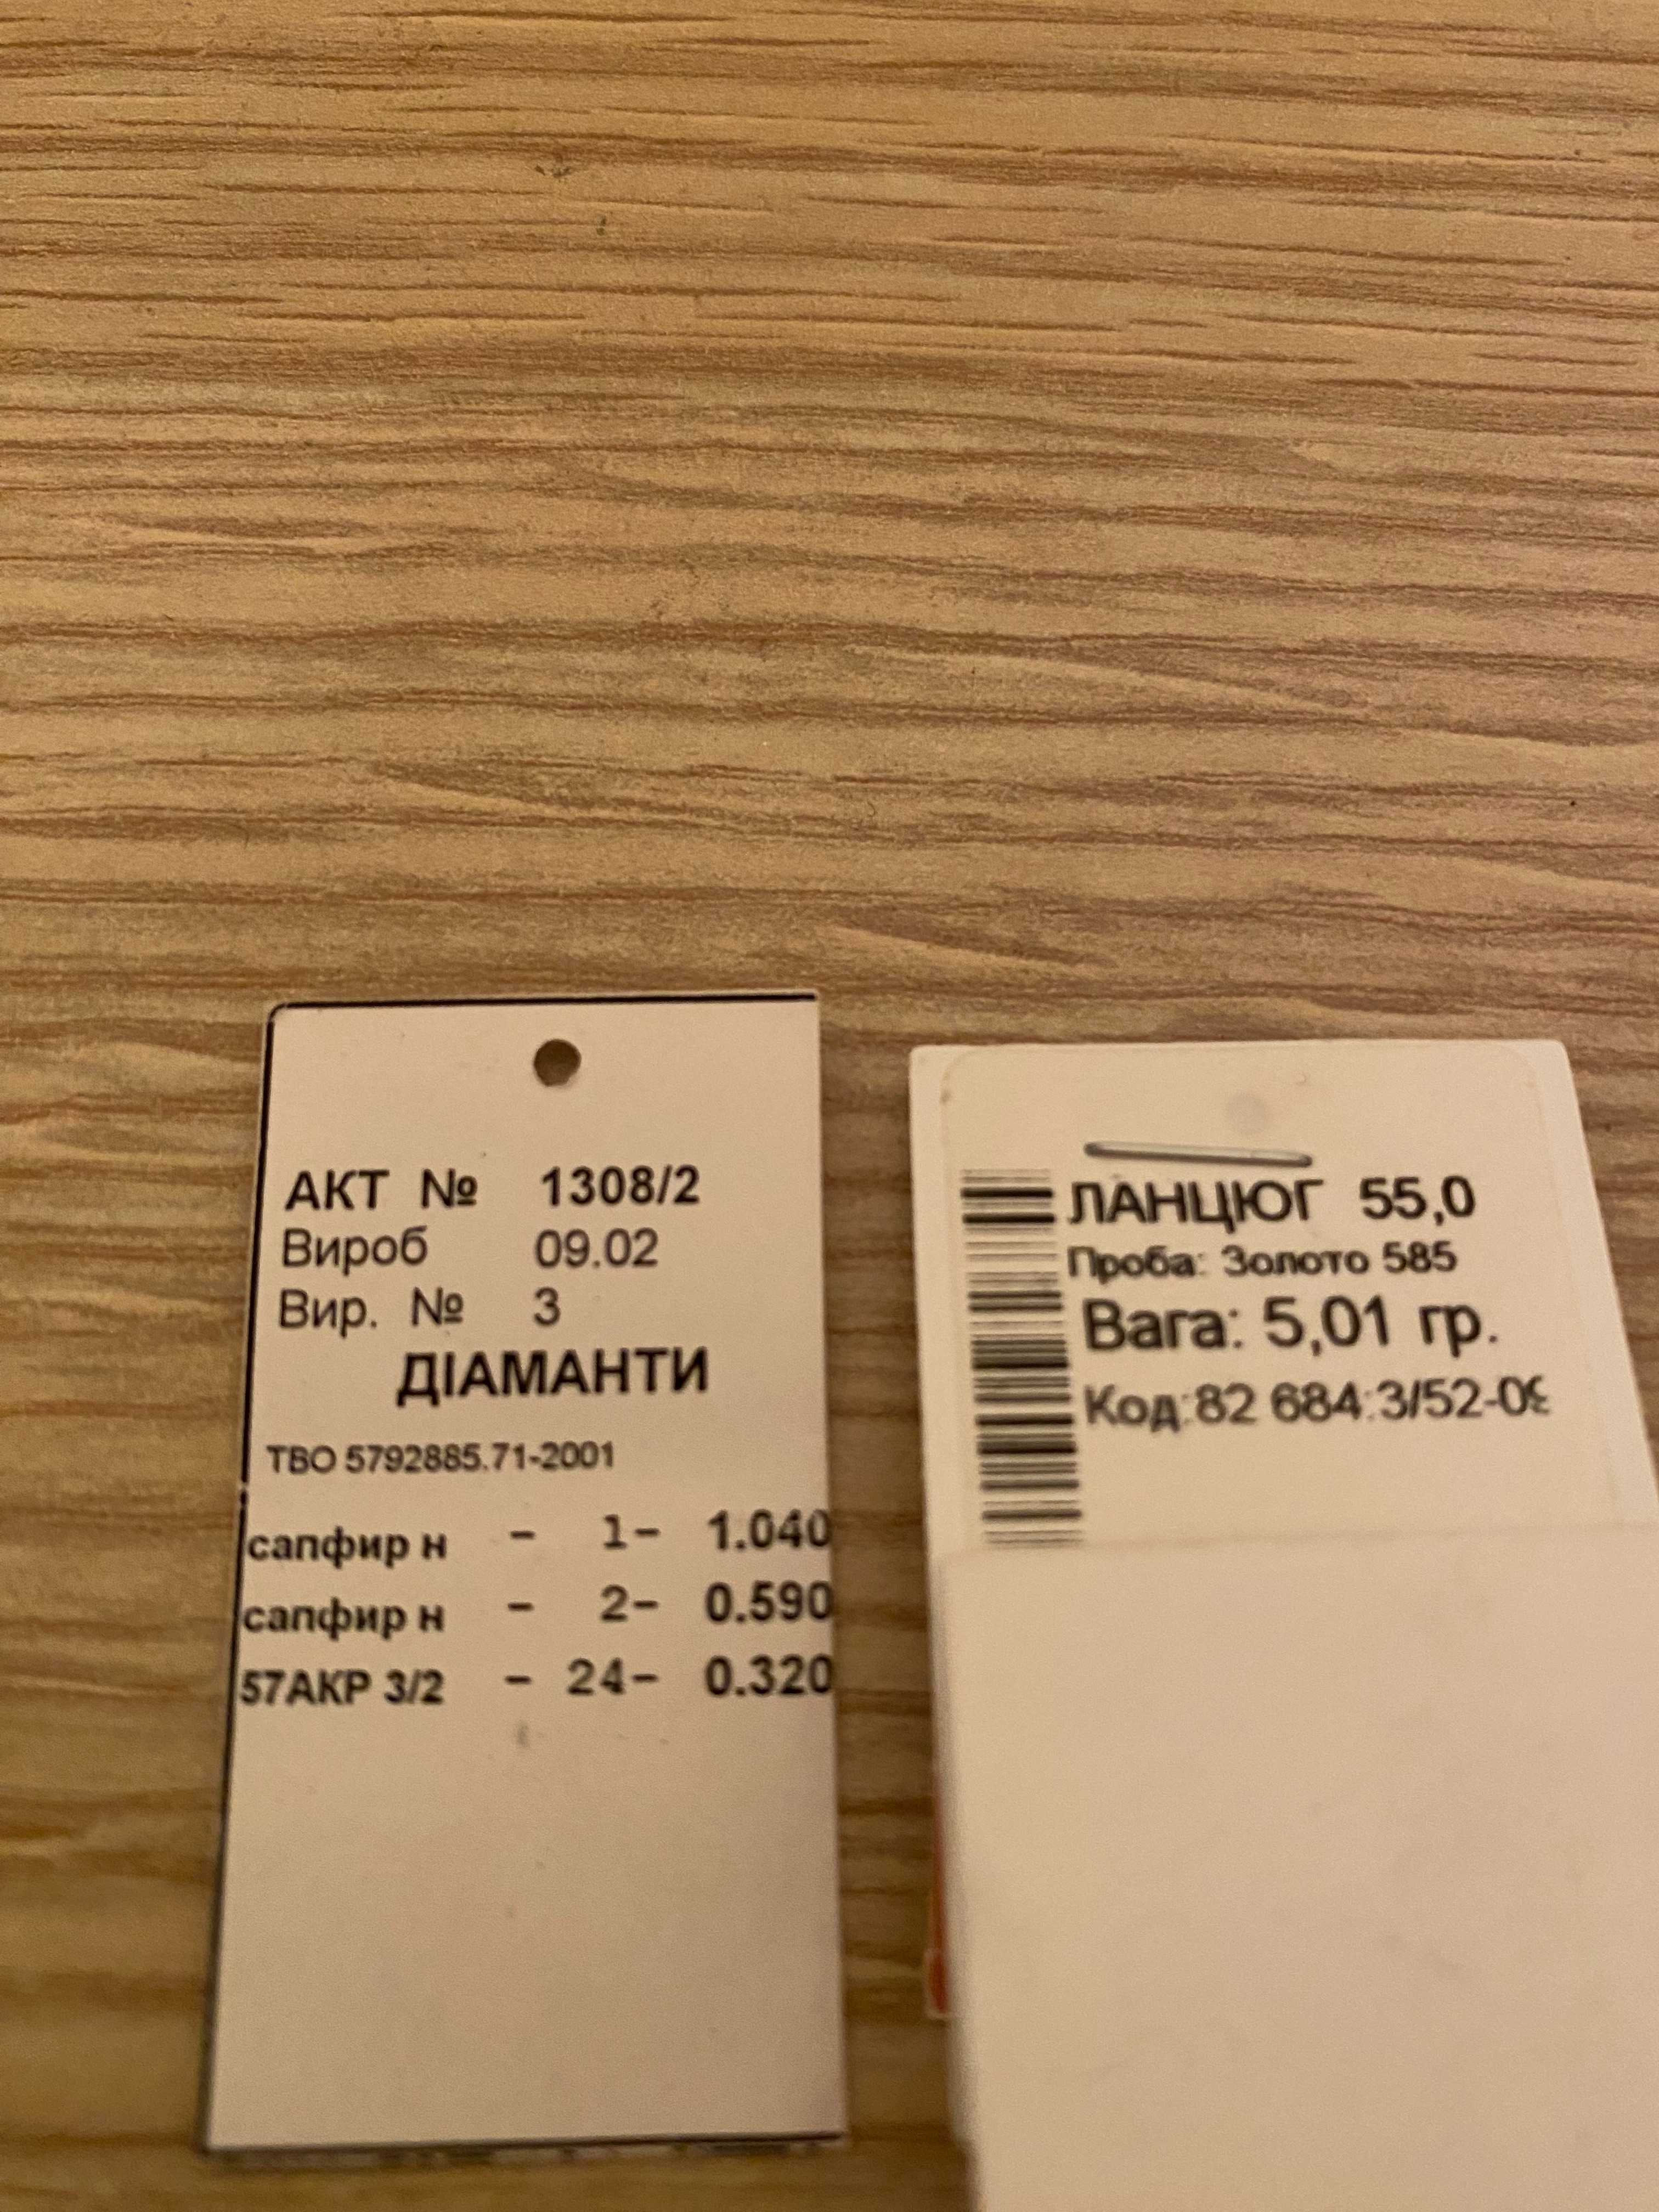 АКТ № 1308/2
Вироб 09.02
Вир. № 3
ДІАМАНТИ
ТВО 5792885.71-2001
сапфир н - 1- 1.040
сапфир н - 2- 0.590
57АКР 3/2 - 24- 0.320
ЛАНЦЮГ 55,0
Проба: Золото 585
Вага: 5,01 гр.
Код:82 684:3/52-09